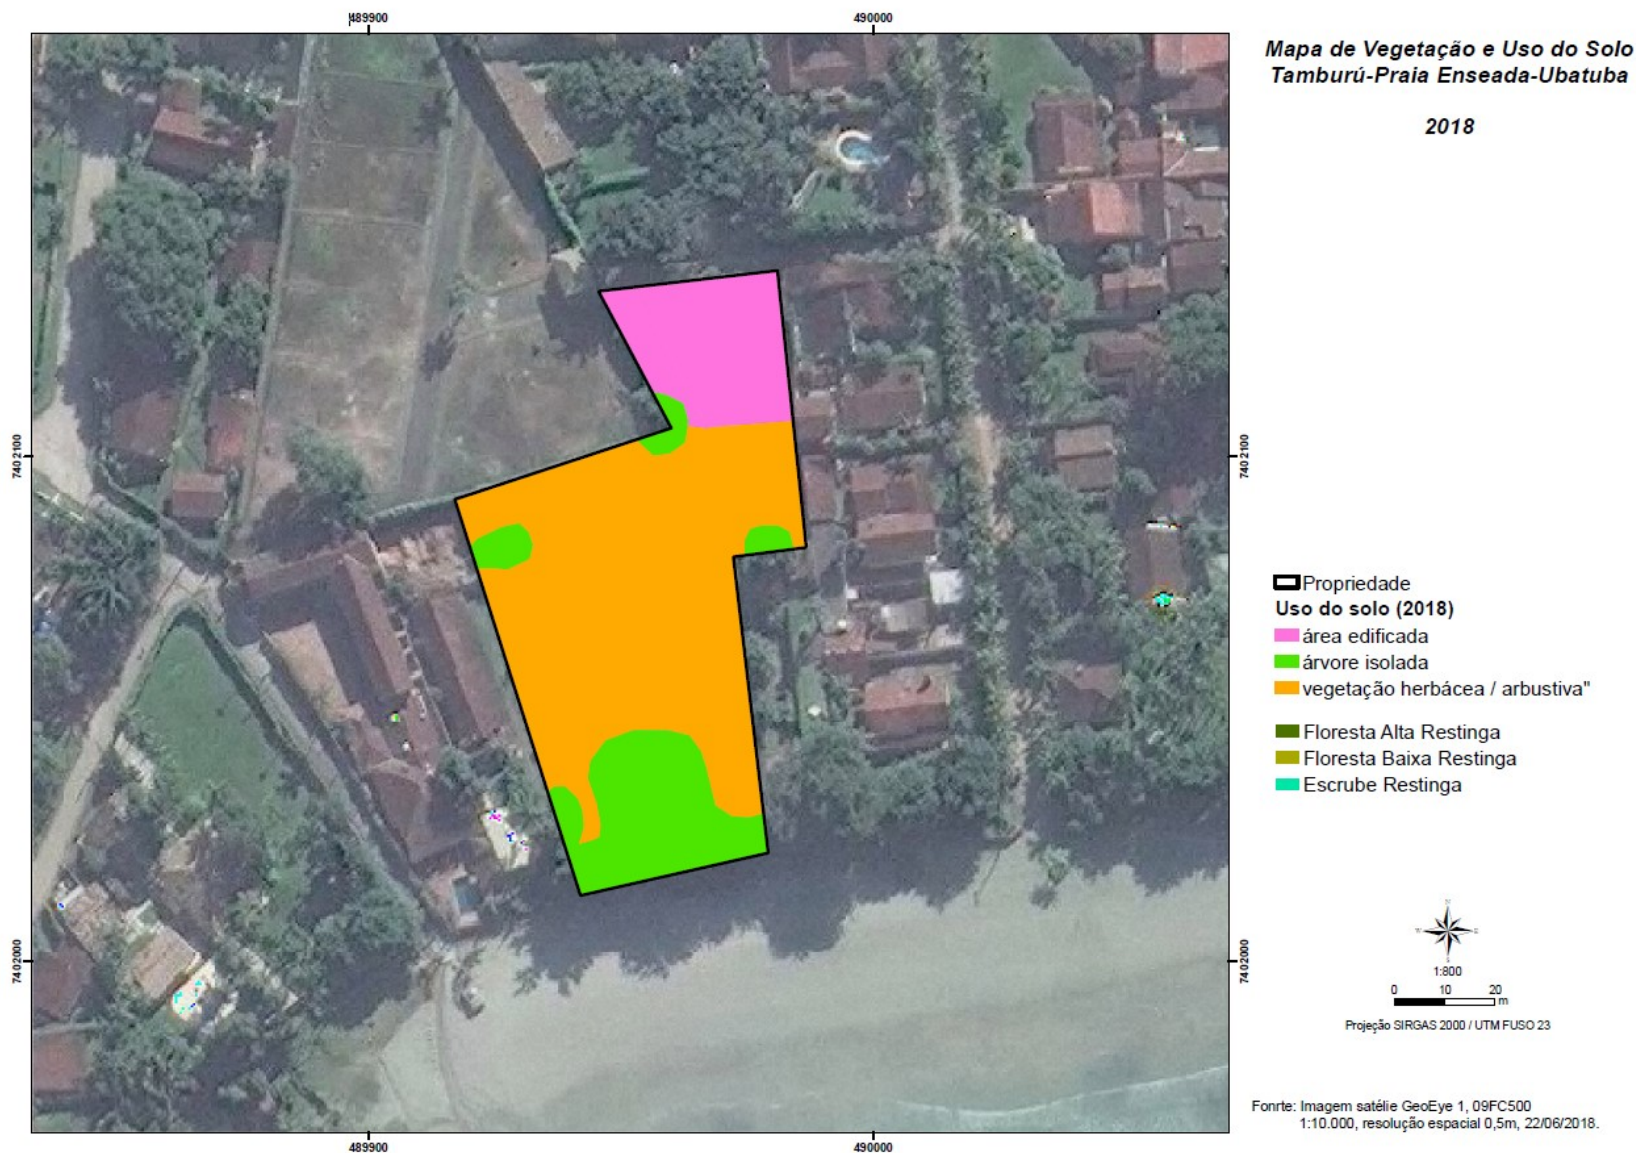 489900
490000
Mapa de Vegetação e Uso do Solo
Tamburú-Praia Enseada-Ubatuba
2018
7402100
7402100
Propriedade
Uso do solo (2018)
área edificada
árvore isolada
vegetação herbácea / arbustiva"
Floresta Alta Restinga
Floresta Baixa Restinga
Escrube Restinga
N
W
E
S
1:800
7402000
7402000
0 10 20
m
Projeção SIRGAS 2000 / UTM FUSO 23
Fonrte: Imagem satélie GeoEye 1, 09FC500
1:10.000, resolução espacial 0,5m, 22/06/2018.
489900
490000